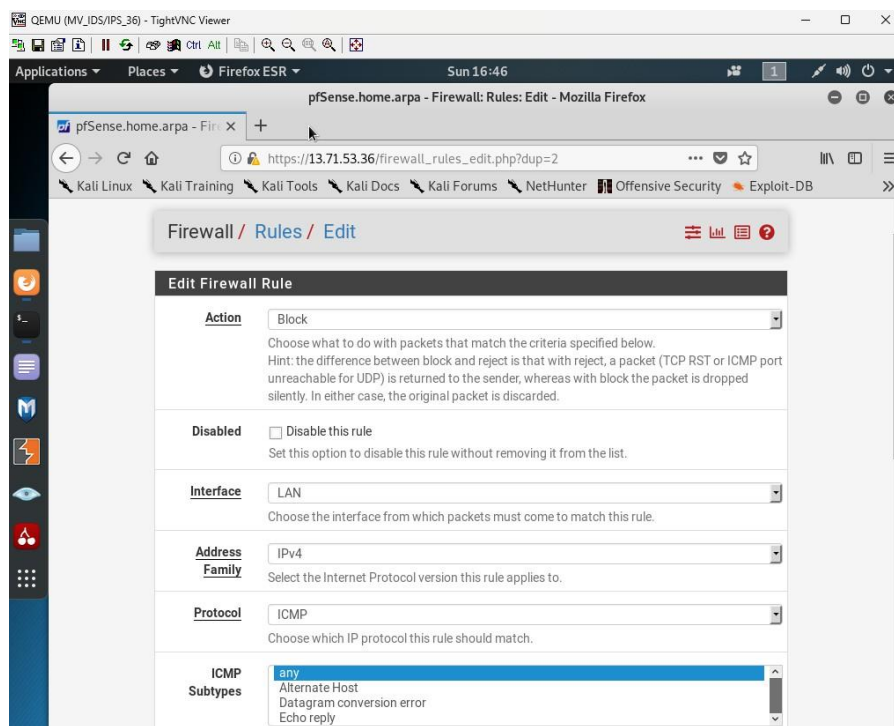 QEMU (MV_IDS/IPS_36) - TightVNC Viewer
Ctrl Alt
Applications Places Firefox ESR Sun 16:46 1
pfSense.home.arpa - Firewall: Rules: Edit - Mozilla Firefox
pfSense.home.arpa - Fire
https://13.71.53.36/firewall_rules_edit.php?dup=2
Kali Linux Kali Training Kali Tools Kali Docs Kali Forums NetHunter Offensive Security Exploit-DB
Firewall / Rules / Edit
Edit Firewall Rule
Action
Block
Choose what to do with packets that match the criteria specified below.
Hint: the difference between block and reject is that with reject, a packet (TCP RST or ICMP port
unreachable for UDP) is returned to the sender, whereas with block the packet is dropped
silently. In either case, the original packet is discarded.
Disabled
Disable this rule
Set this option to disable this rule without removing it from the list.
Interface
LAN
Choose the interface from which packets must come to match this rule.
Address
Family
IPv4
Select the Internet Protocol version this rule applies to.
Protocol
ICMP
Choose which IP protocol this rule should match.
ICMP
Subtypes
any
Alternate Host
Datagram conversion error
Echo reply